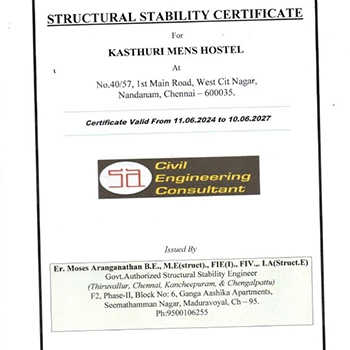 STRUCTURAL STABILITY CERTIFICATE
For
KASTHURI MENS HOSTEL
At
No.40/57, 1st Main Road, West Cit Nagar,
Nandanam, Chennai – 600035.
Certificate Valid From 11.06.2024 to 10.06.2027
sa
Civil
Engineering
Consultant
Issued By
Er. Moses Aranganathan B.E., M.E(struct)., FIE(I)., FIV.,. I.A(Struct.E)
Govt.Authorized Structural Stability Engineer
(Thiruvallur, Chennai, Kancheepuram, & Chengalpattu)
F2, Phase-II, Block No: 6, Ganga Aashika Apartments,
Seemathamman Nagar, Maduravoyal, Ch – 95.
Ph:9500106255